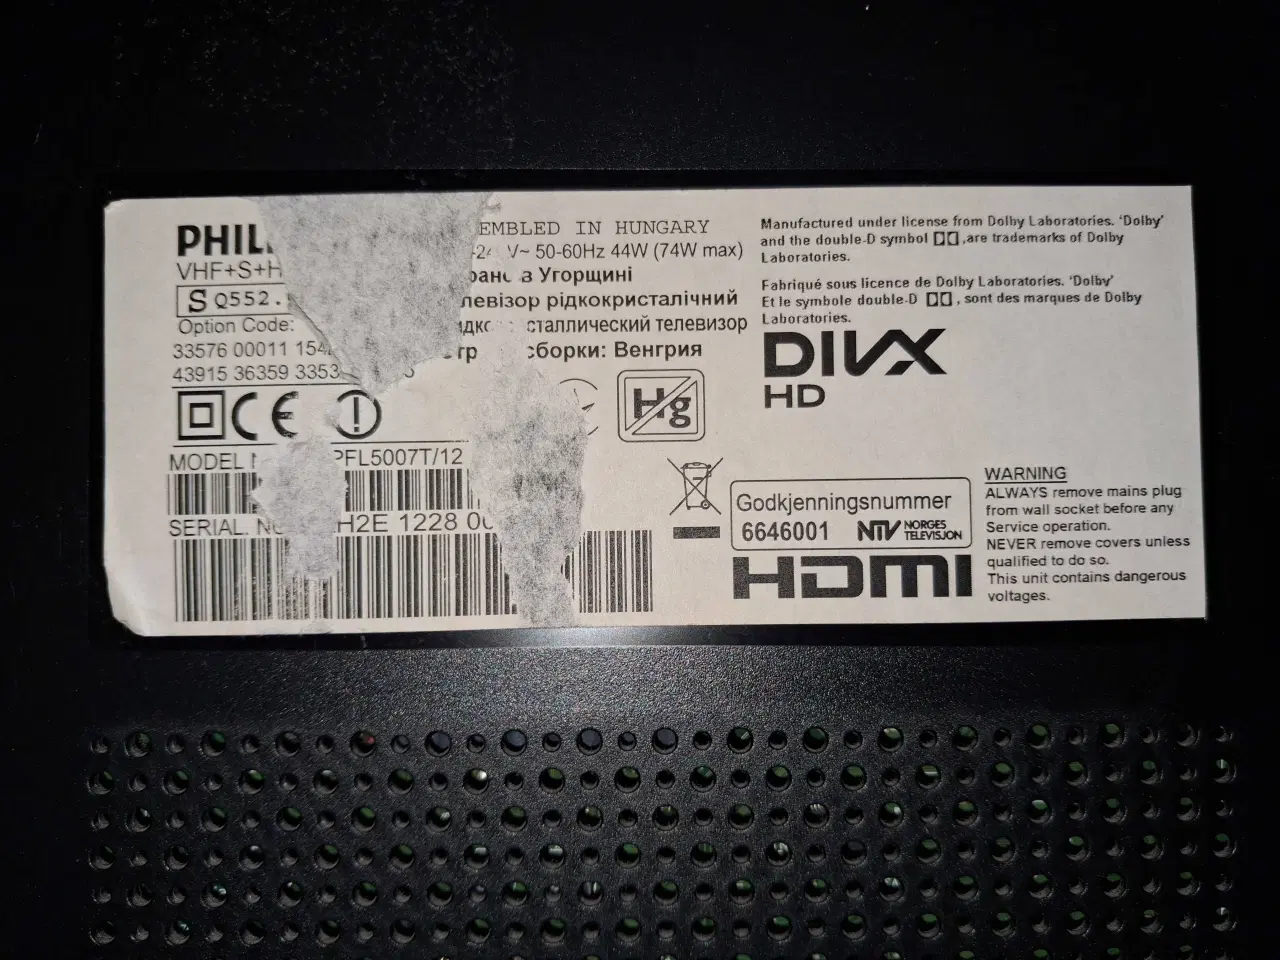 PHIL
VHF+S+H
S Q552.
Option Code:
33576 00011 154
43915 36359 3353
CE
MODEL PFL5007T/12
SERIAL. NO H2E 1228 0
EMBLED IN HUNGARY
V~ 50-60Hz 44W (74W max)
в Угорщині
левізор рідкокристалічний
сталлический телевизор
сборки: Венгрия
Hg
Manufactured under license from Dolby Laboratories. 'Dolby'
and the double-D symbol ,are trademarks of Dolby
Laboratories.
Fabriqué sous licence de Dolby Laboratories. 'Dolby'
Et le symbole double-D , sont des marques de Dolby
Laboratories.
DIVX
HD
Godkjenningsnummer
6646001 NTV NORGES
TELEVISJON
HDMI
WARNING
ALWAYS remove mains plug
from wall socket before any
Service operation.
NEVER remove covers unless
qualified to do so.
This unit contains dangerous
voltages.